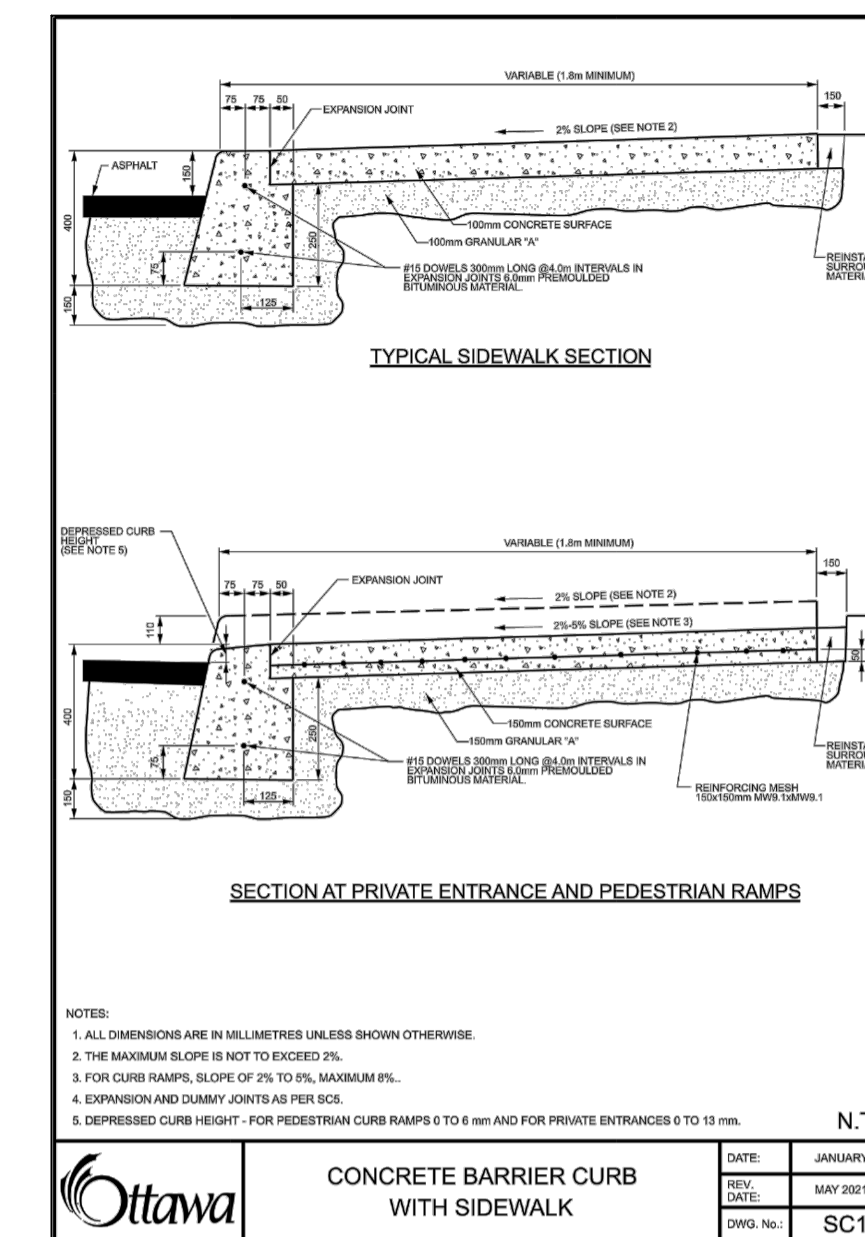 VARIABLE (1.8m MINIMUM)
75 75 50 150
EXPANSION JOINT
2% SLOPE (SEE NOTE 2)
ASPHALT
150
400
250
75
125
150
100mm CONCRETE SURFACE
100mm GRANULAR "A"
#15 DOWELS 300mm LONG @4.0m INTERVALS IN
EXPANSION JOINTS 6.0mm PREMOULDED
BITUMINOUS MATERIAL.
TYPICAL SIDEWALK SECTION
DEPRESSED CURB
HEIGHT
(SEE NOTE 5)
VARIABLE (1.8m MINIMUM)
75 75 50 150
EXPANSION JOINT
2% SLOPE (SEE NOTE 2)
110
2%-5% SLOPE (SEE NOTE 3)
50
400
250
75
125
150
150mm CONCRETE SURFACE
150mm GRANULAR "A"
#15 DOWELS 300mm LONG @4.0m INTERVALS IN
EXPANSION JOINTS 6.0mm PREMOULDED
BITUMINOUS MATERIAL.
REINFORCING MESH
150x150mm MW9.1xMW9.1
SECTION AT PRIVATE ENTRANCE AND PEDESTRIAN RAMPS
NOTES:
1. ALL DIMENSIONS ARE IN MILLIMETRES UNLESS SHOWN OTHERWISE.
2. THE MAXIMUM SLOPE IS NOT TO EXCEED 2%.
3. FOR CURB RAMPS, SLOPE OF 2% TO 5%, MAXIMUM 8%..
4. EXPANSION AND DUMMY JOINTS AS PER SC5.
5. DEPRESSED CURB HEIGHT - FOR PEDESTRIAN CURB RAMPS 0 TO 6 mm AND FOR PRIVATE ENTRANCES 0 TO 13 mm.
Ottawa
CONCRETE BARRIER CURB
WITH SIDEWALK
DATE: JANUARY
REV.
DATE: MAY 2021
DWG. No.: SC1